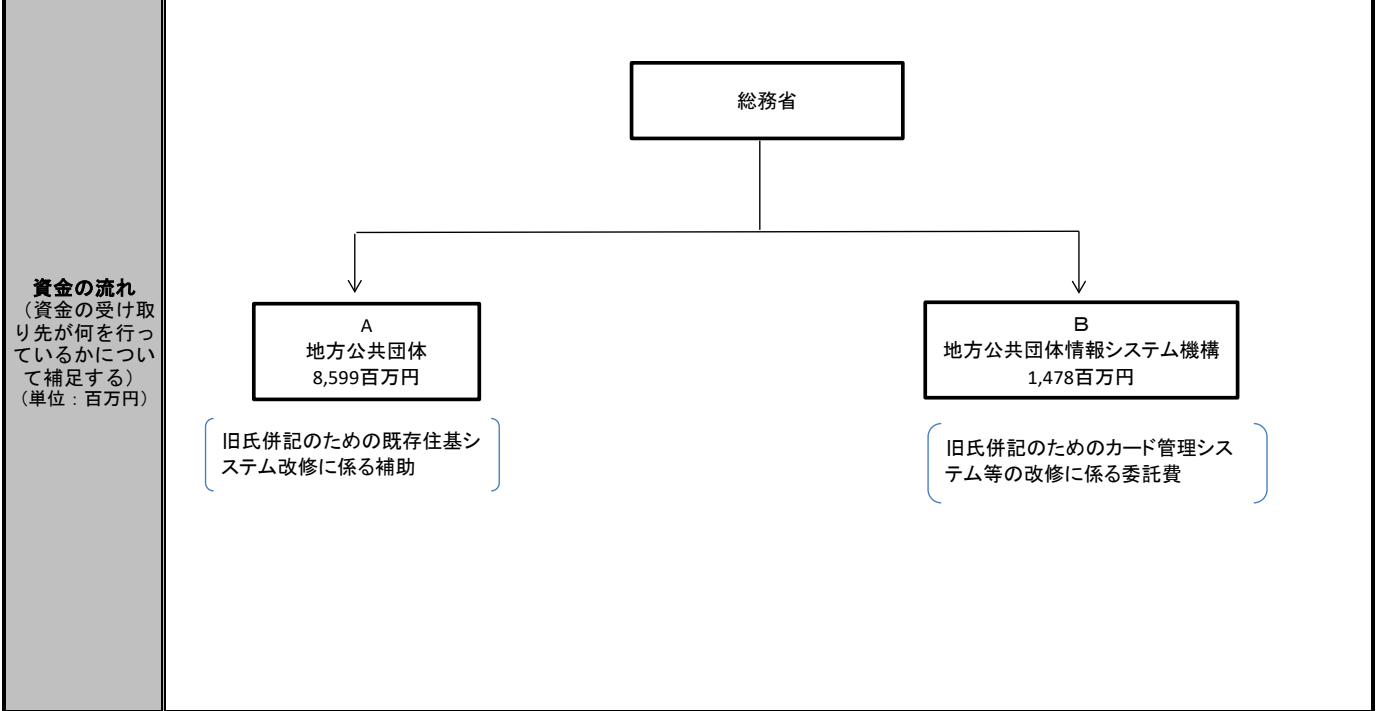 資金の流れ
（資金の受け取
り先が何を行っ
ているかについ
て補足する）
（単位：百万円）
総務省
A
地方公共団体
8,599百万円
旧氏併記のための既存住基シ
ステム改修に係る補助
B
地方公共団体情報システム機構
1,478百万円
旧氏併記のためのカード管理シス
テム等の改修に係る委託費